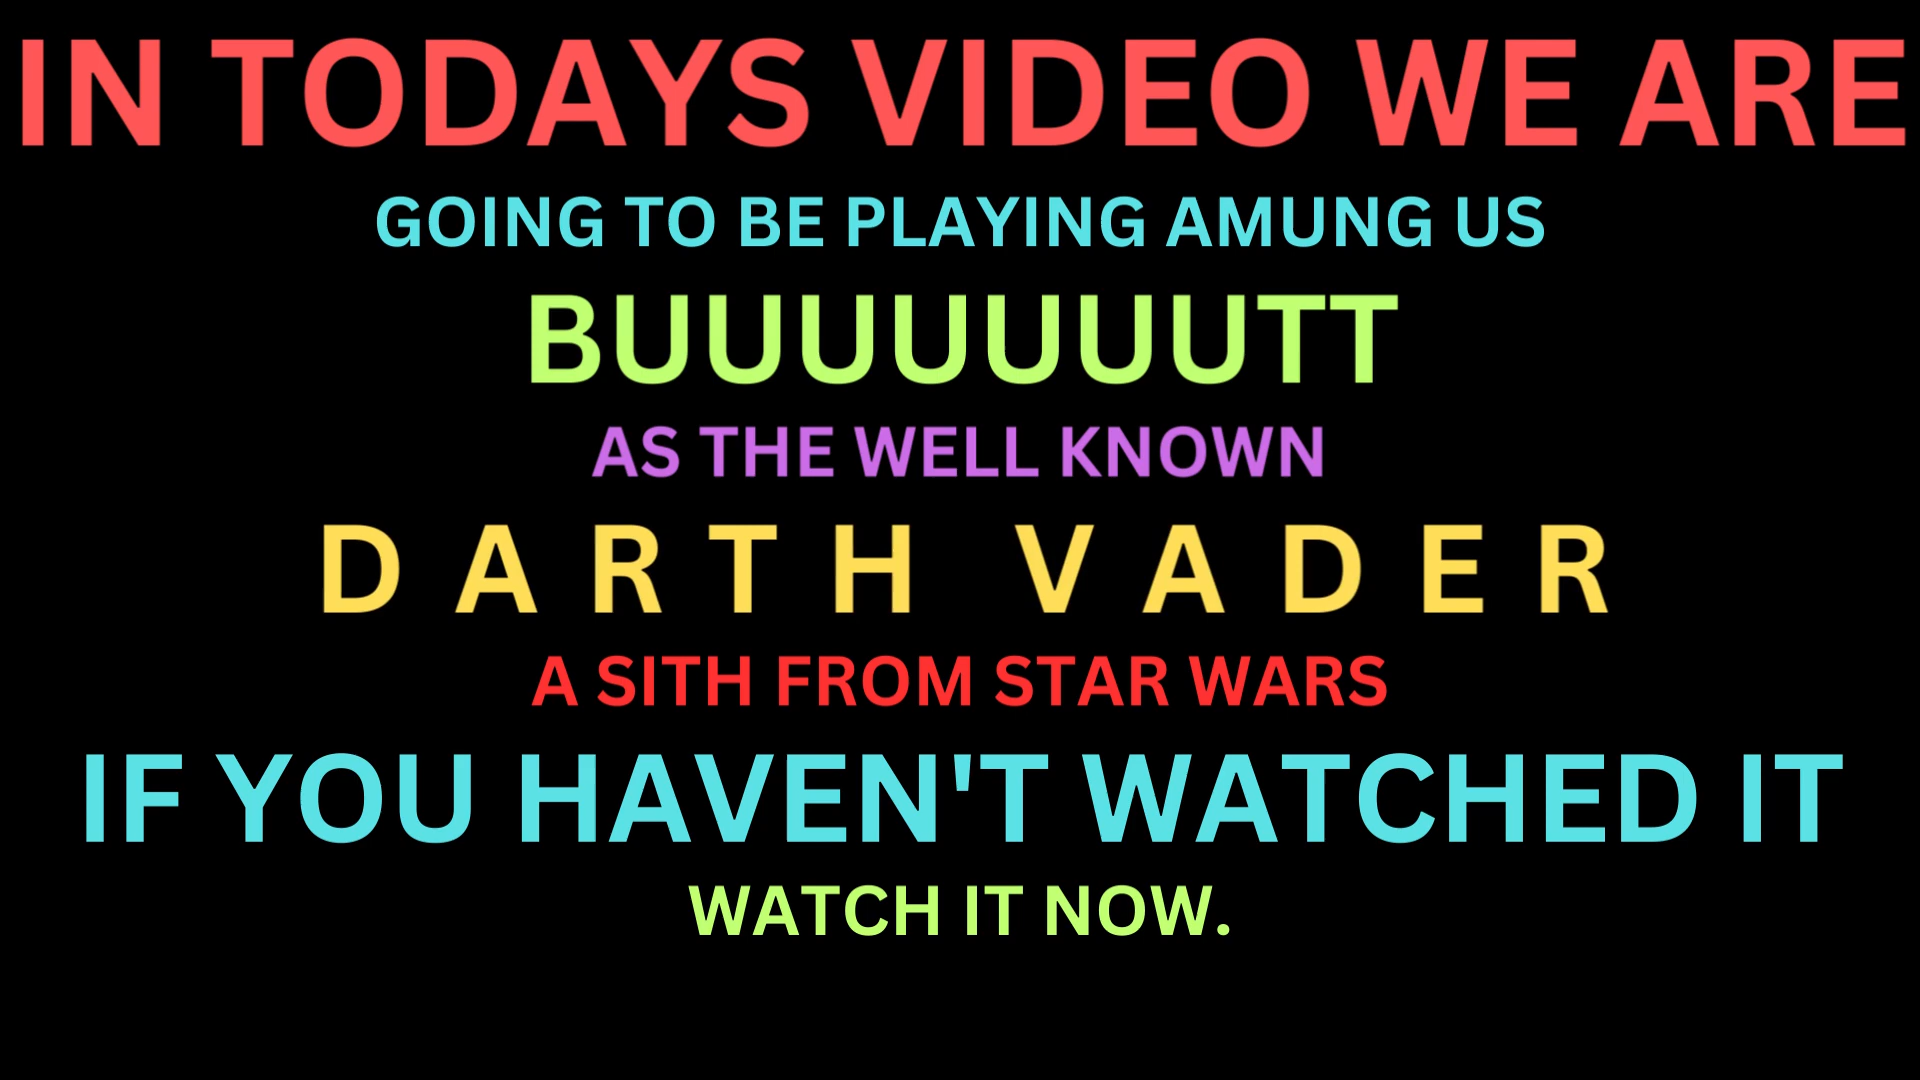 IN TODAYS VIDEO WE ARE
GOING TO BE PLAYING AMUNG US
BUUUUUUUTT
AS THE WELL KNOWN
D A R T H  V A D E R
A SITH FROM STAR WARS
IF YOU HAVEN'T WATCHED IT
WATCH IT NOW.